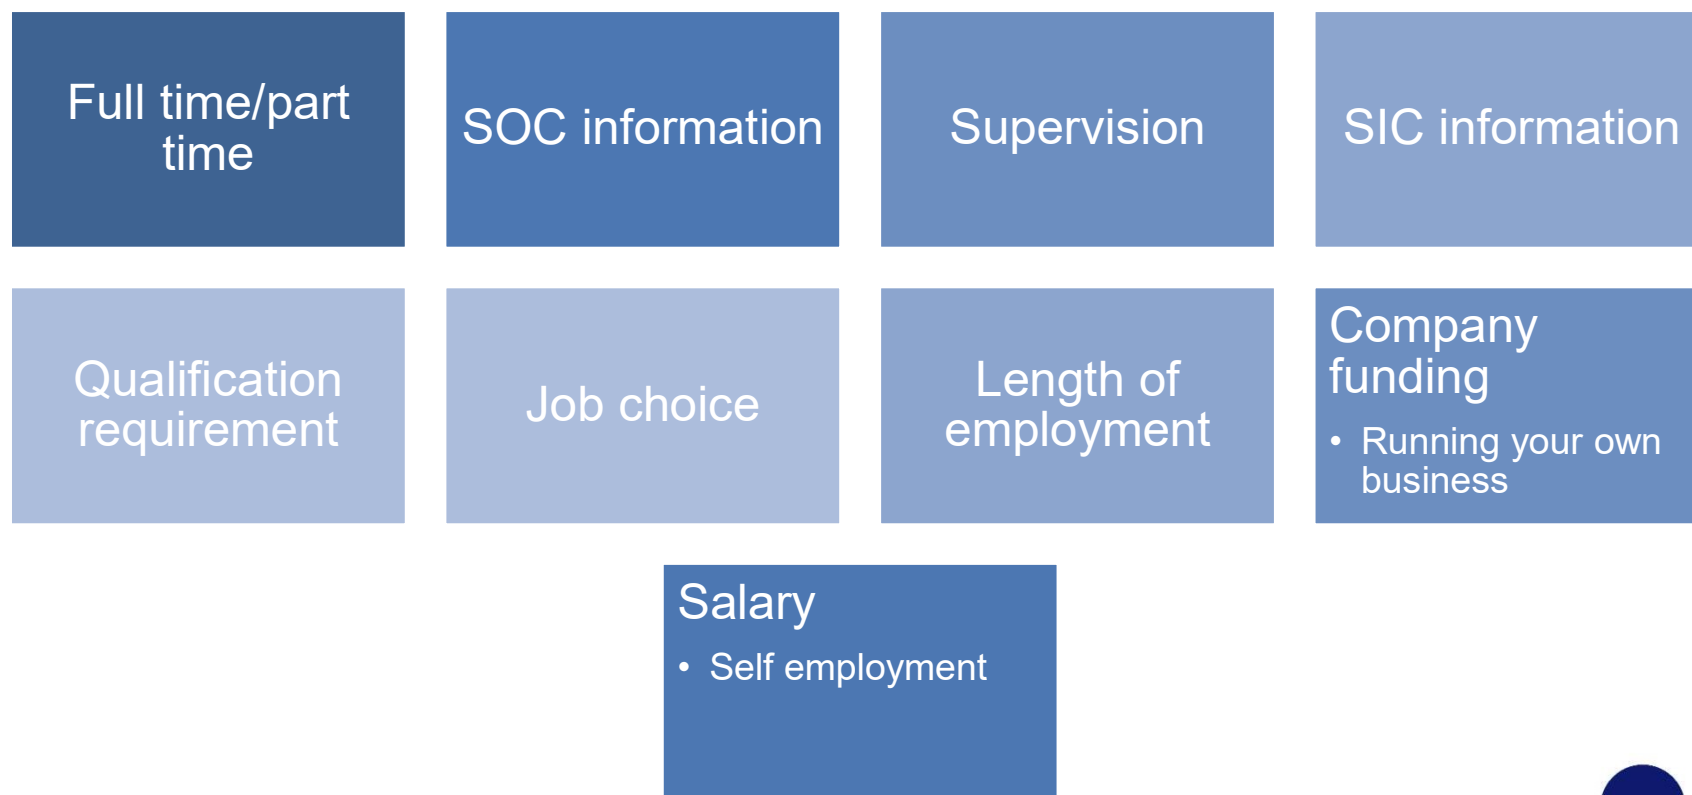 Full time/part
time
SOC information
Supervision
SIC information
Qualification
requirement
Job choice
Length of
employment
Company
funding
• Running your own
business
Salary
• Self employment